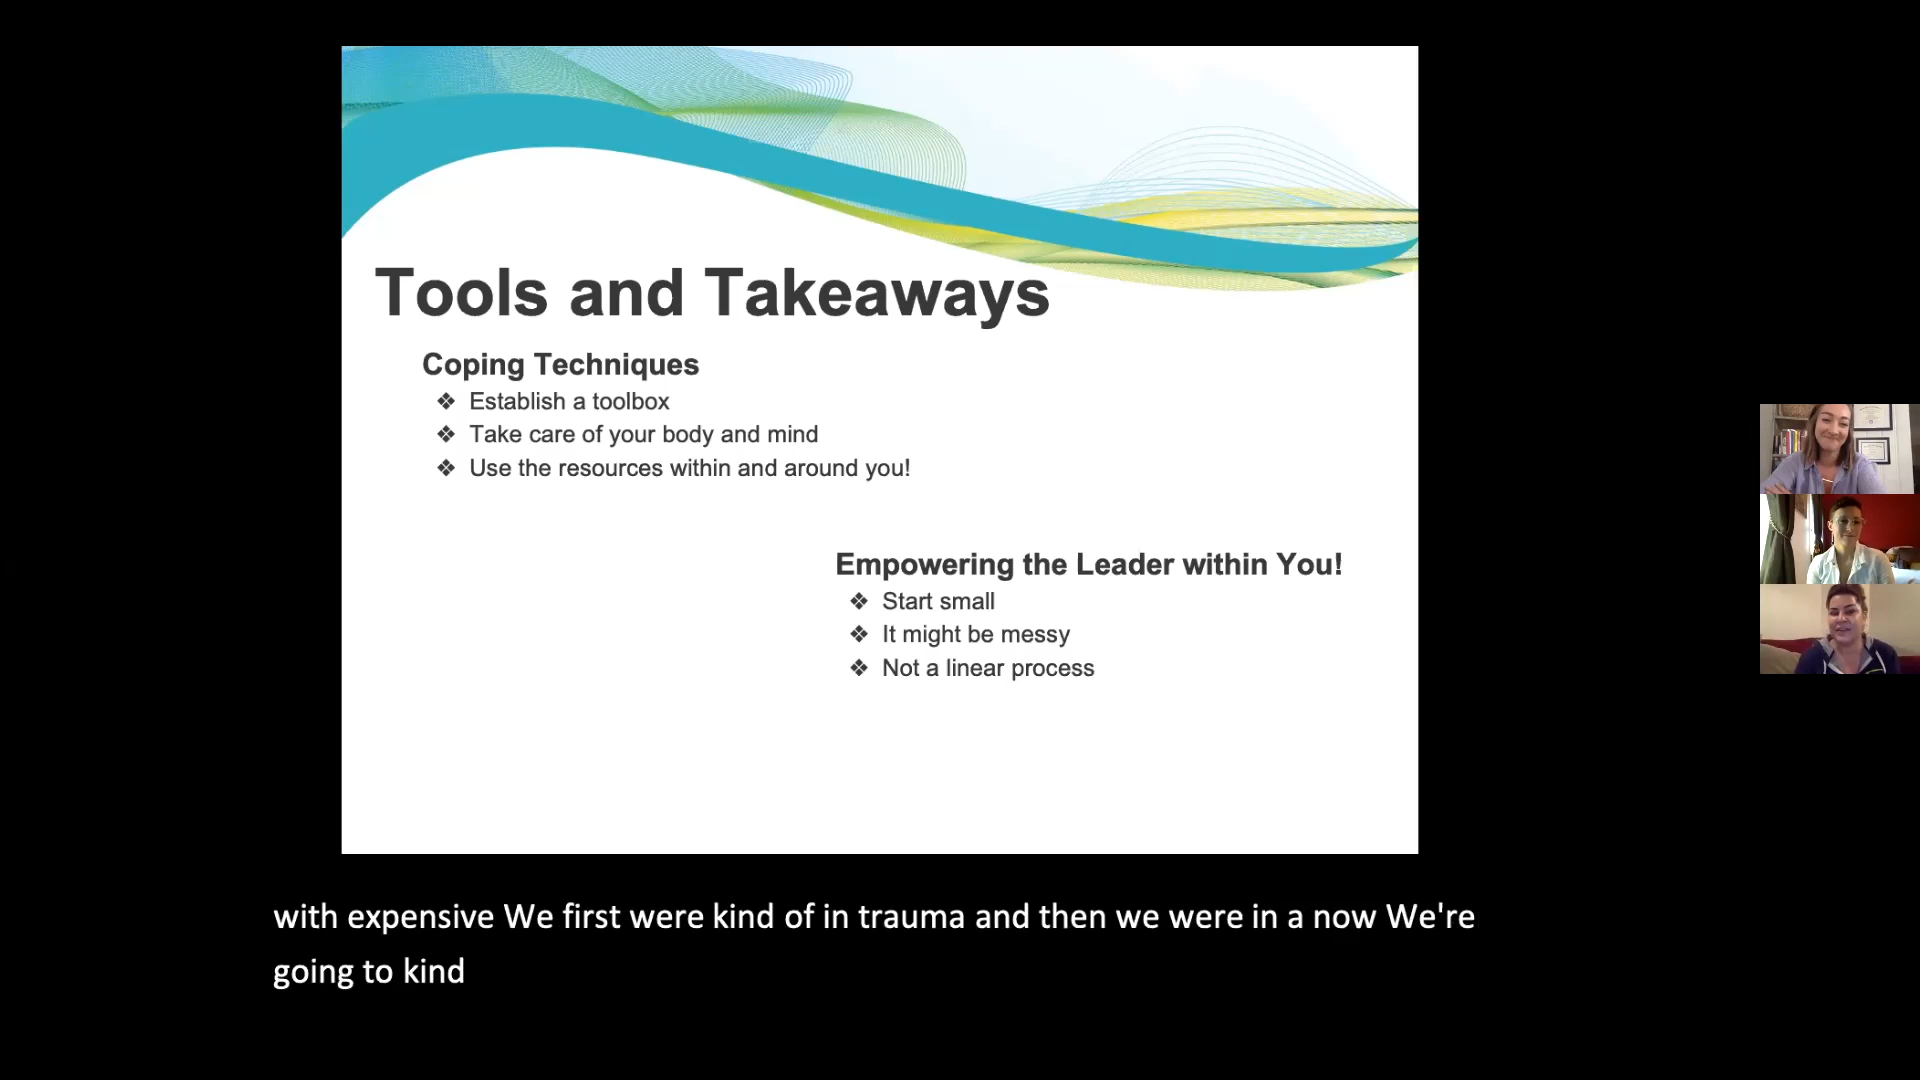 Tools and Takeaways
Coping Techniques
❖ Establish a toolbox
❖ Take care of your body and mind
❖ Use the resources within and around you!
Empowering the Leader within You!
❖ Start small
❖ It might be messy
❖ Not a linear process
with expensive We first were kind of in trauma and then we were in a now We're
going to kind